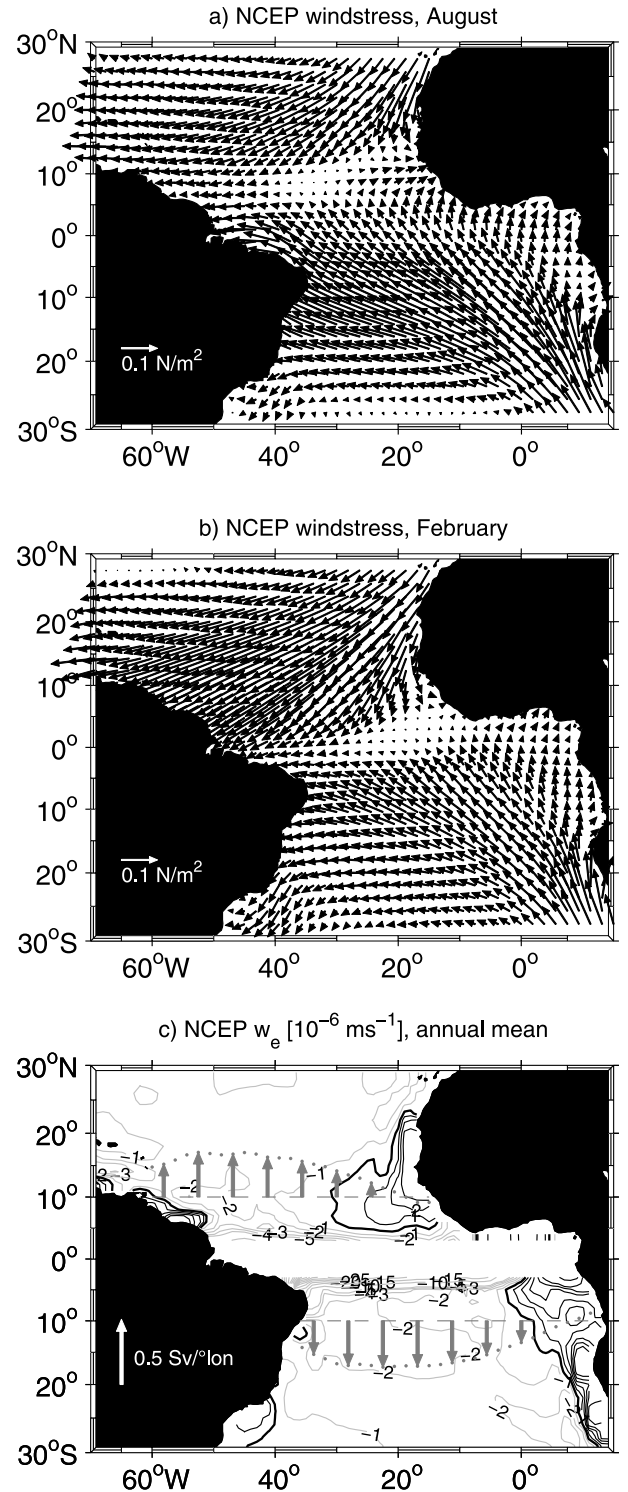 a) NCEP windstress, August
30°N
20°
10°
0°
10°
20°
30°S
0.1 N/m²
60°W 40° 20° 0°
b) NCEP windstress, February
30°N
20°
10°
0°
10°
20°
30°S
0.1 N/m²
60°W 40° 20° 0°
c) NCEP wₑ [10⁻⁶ ms⁻¹], annual mean
30°N
20°
10°
0°
10°
20°
30°S
-1
-1
-2
-2
-2
-1
-2
-2
-2
-2
-1
-2
0.5 Sv/°lon
60°W 40° 20° 0°